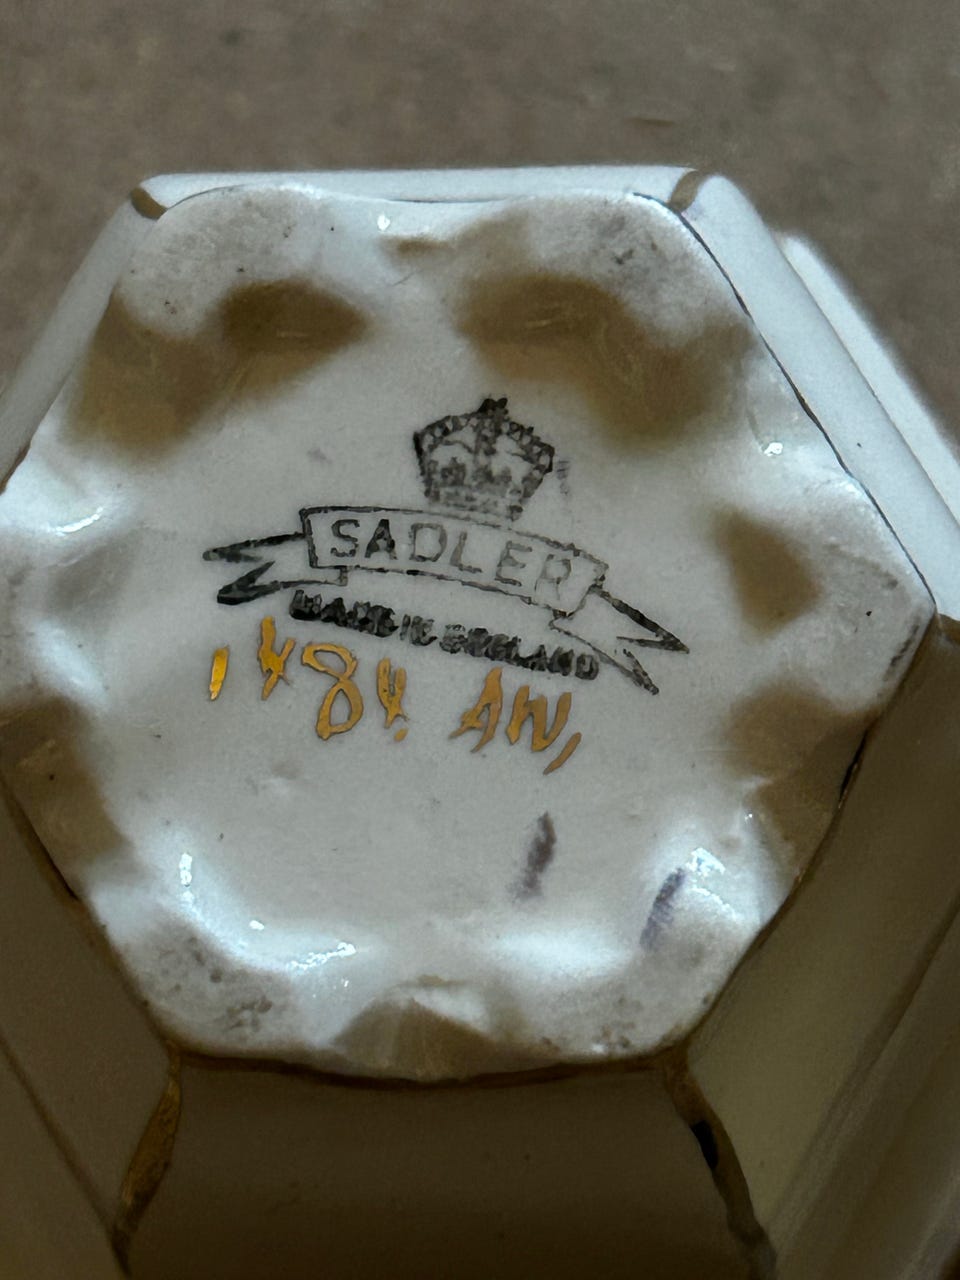 SADLER
MADE IN ENGLAND
1484. AW,